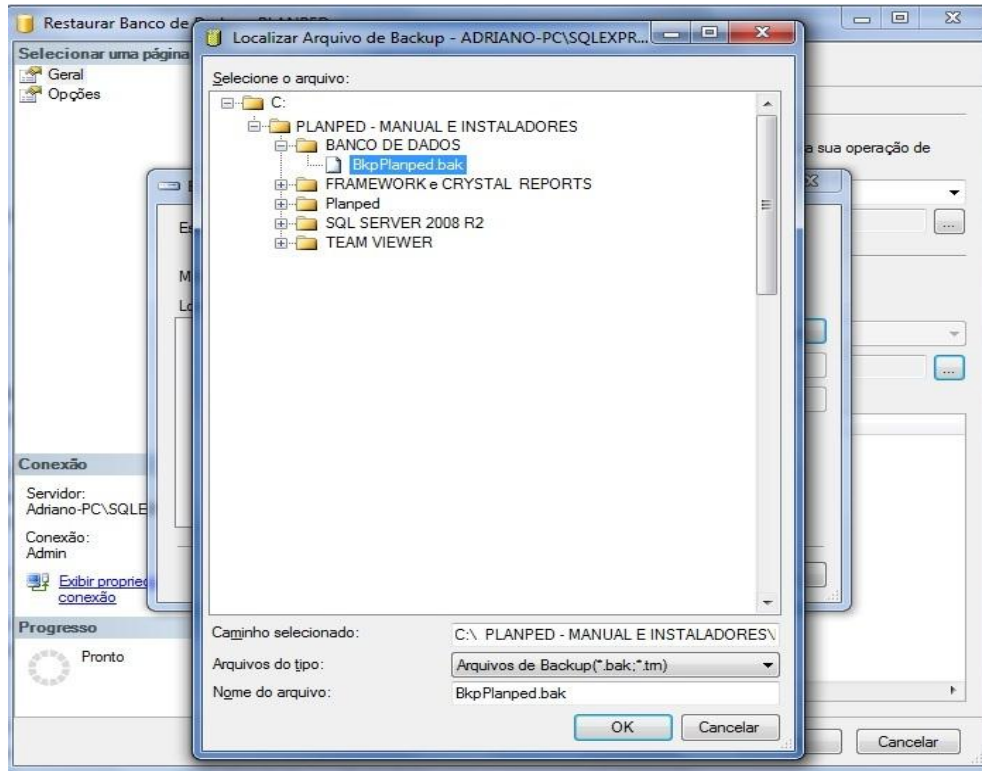 Restaurar Banco de
Selecionar uma página
Geral
Opções
Localizar Arquivo de Backup - ADRIANO-PC\SQLEXPR...
Selecione o arquivo:
C:
PLANPED - MANUAL E INSTALADORES
BANCO DE DADOS
BkpPlanped.bak
FRAMEWORK e CRYSTAL REPORTS
Planped
SQL SERVER 2008 R2
TEAM VIEWER
a sua operação de
...
...
Conexão
Servidor:
Adriano-PC\SQLE
Conexão:
Admin
Exibir propried
conexão
Progresso
Pronto
Caminho selecionado:
C:\ PLANPED - MANUAL E INSTALADORES\
Arquivos do tipo:
Arquivos de Backup(*.bak;*.trn)
Nome do arquivo:
BkpPlanped.bak
OK
Cancelar
Cancelar